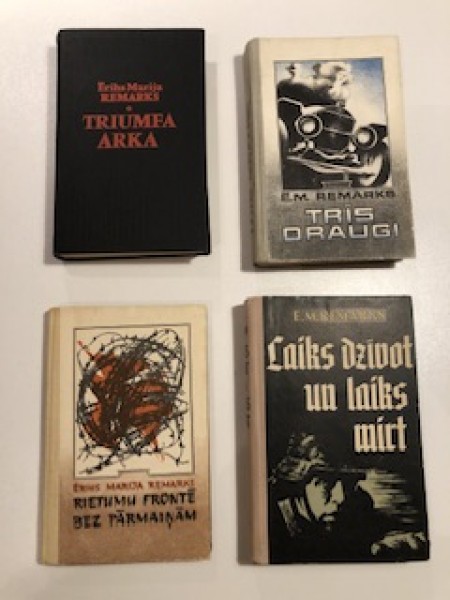 Ērihs Marija
REMARKS
TRIUMFA
ARKA
E.M. REMARKS
TRĪS
DRAUGI
ĒRIHS MARIJA REMARKS
RIETUMU FRONTĒ
BEZ PĀRMAIŅĀM
E. M. REMARKS
Laiks dzīvot
un laiks
mirt